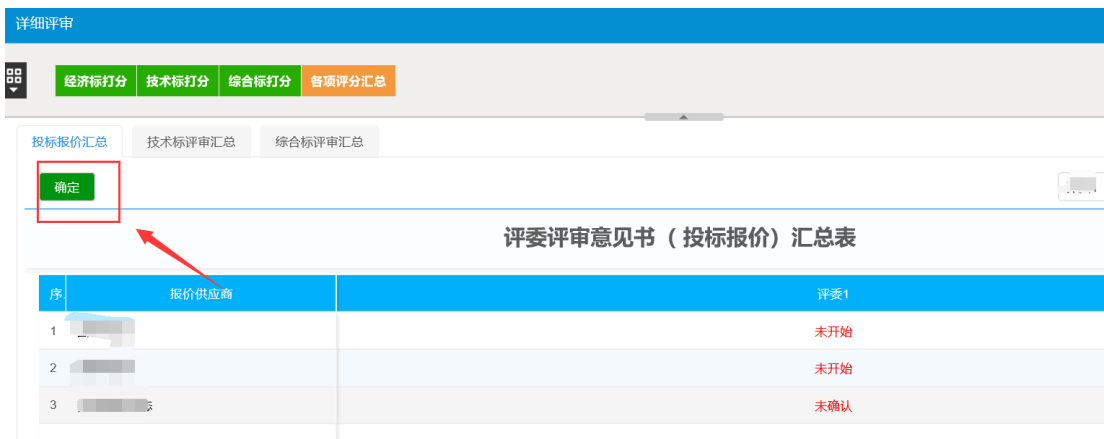 详细评审
经济标打分 技术标打分 综合标打分 各项评分汇总
投标报价汇总 技术标评审汇总 综合标评审汇总
确定
评委评审意见书（投标报价）汇总表
序. 报价供应商 评委1
1 未开始
2 未开始
3 未确认